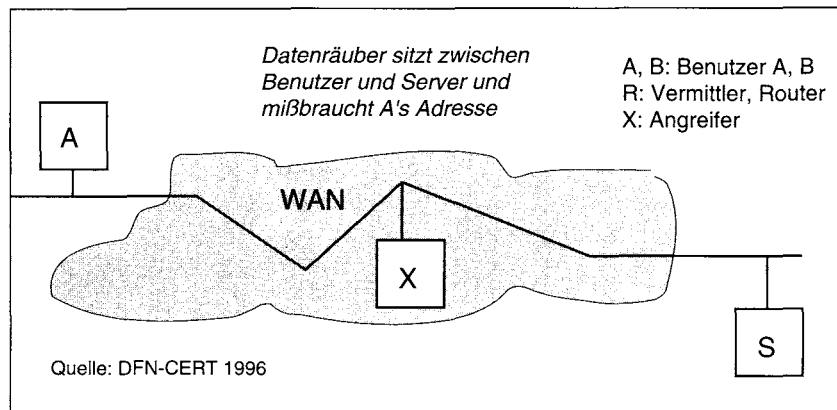 Datenräuber sitzt zwischen
Benutzer und Server und
mißbraucht A's Adresse
A, B: Benutzer A, B
R: Vermittler, Router
X: Angreifer
A
WAN
X
S
Quelle: DFN-CERT 1996